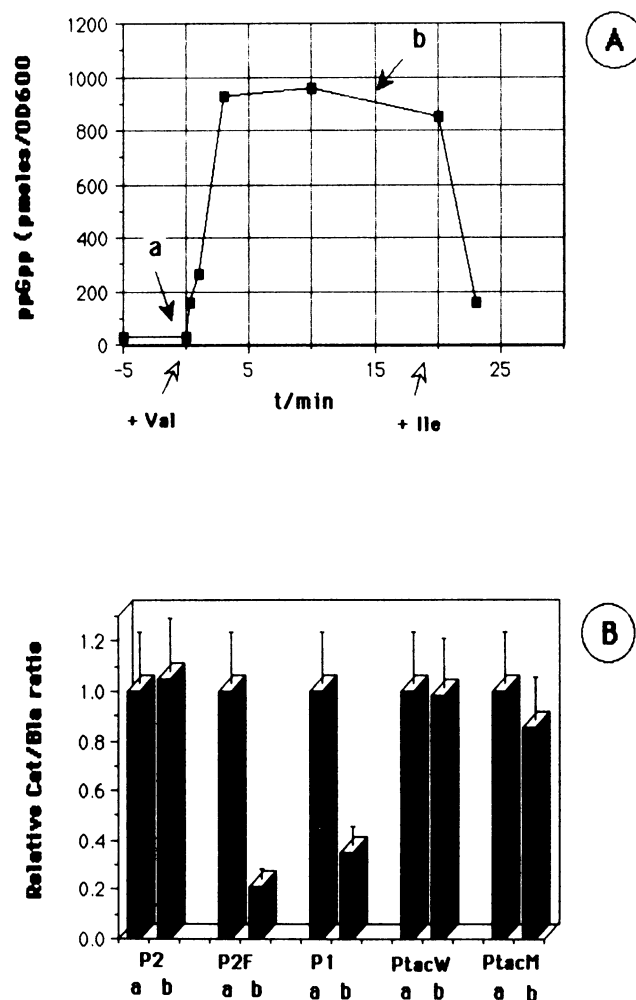 A
ppGpp (pmoles/OD600
1200
1000
800
600
400
200
0
a
b
-5
5
15
25
t/min
+ Val
+ Ile
B
Relative Cat/Bla ratio
1.2
1.0
0.8
0.6
0.4
0.2
0.0
P2 P2F P1 PtacW PtacM
a b a b a b a b a b